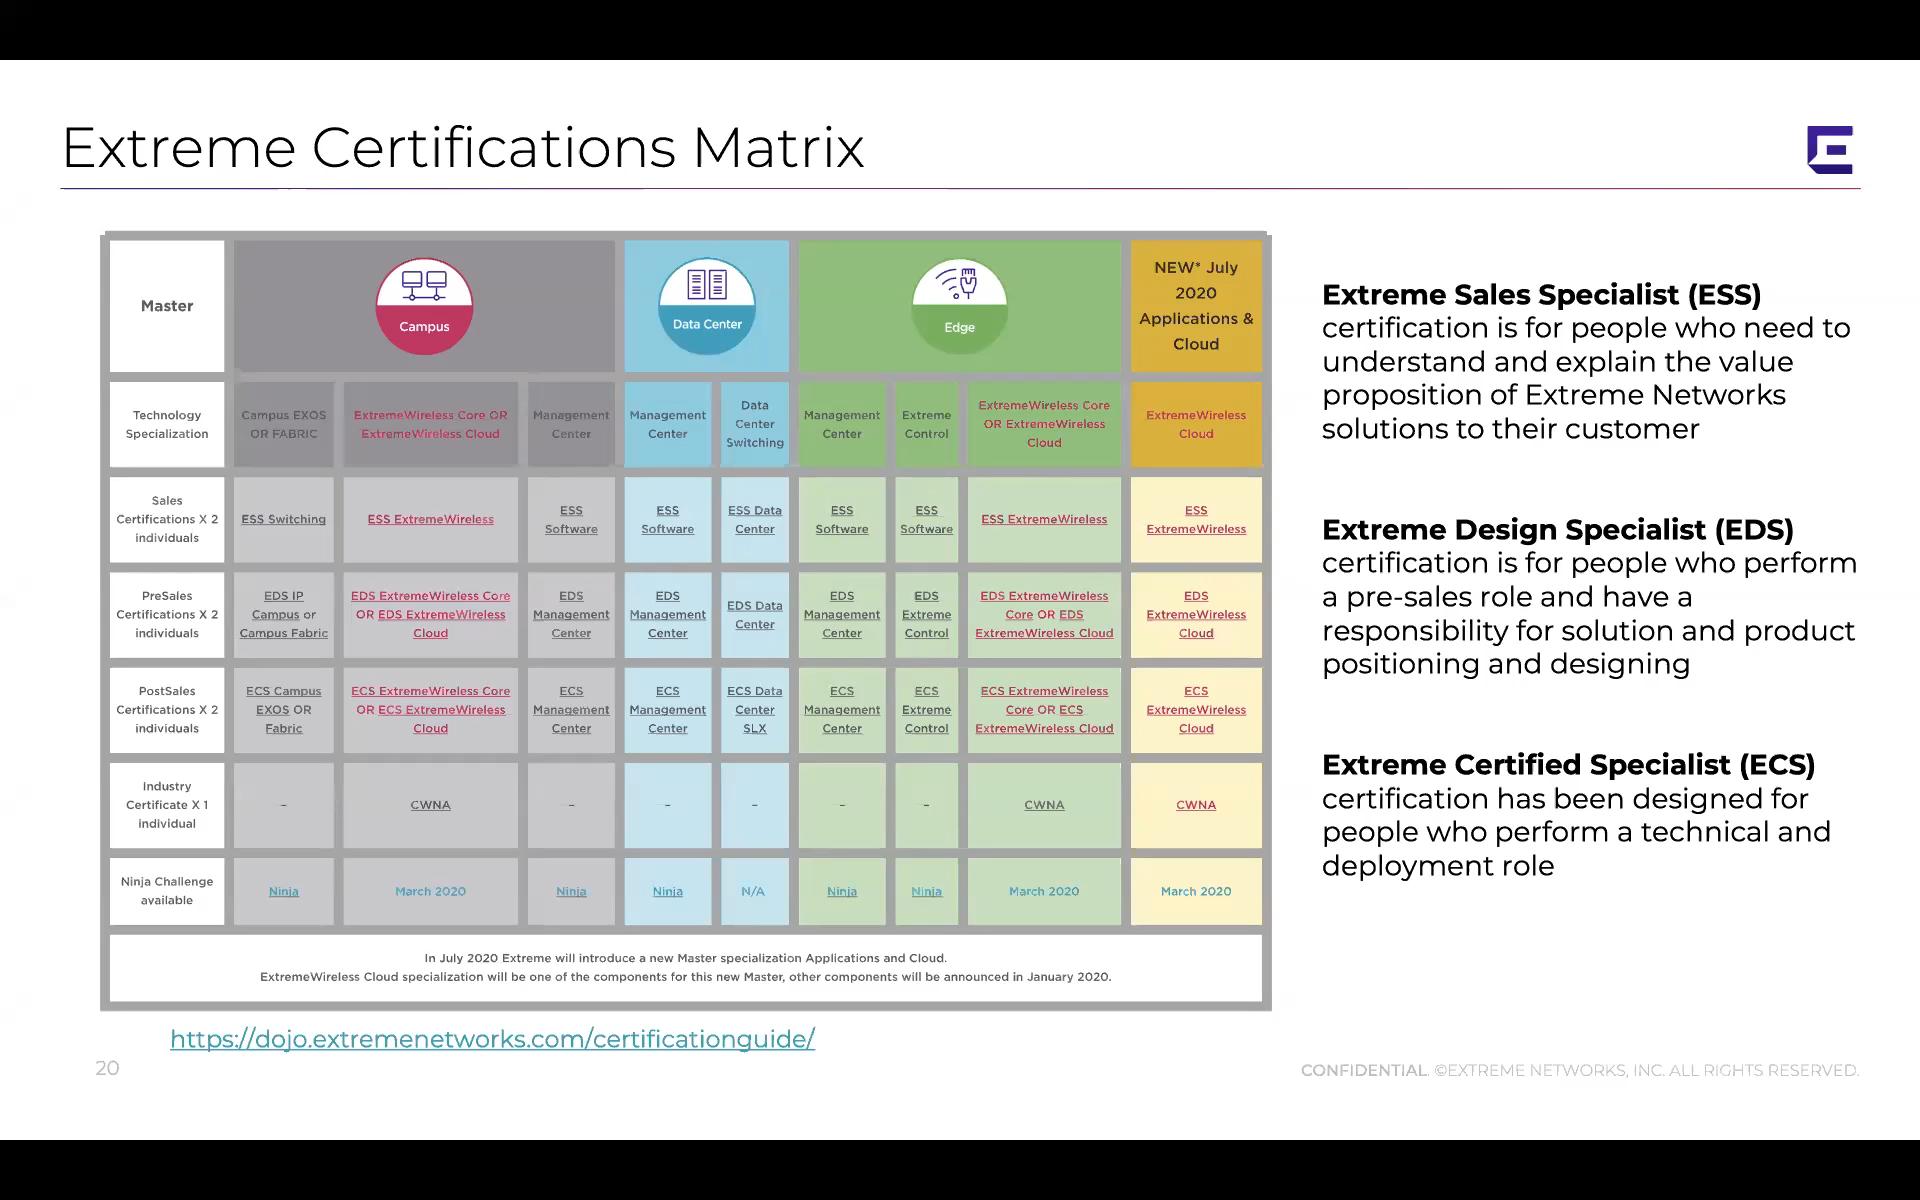 Extreme Certifications Matrix
Master
Campus
Data Center
Edge
NEW* July
2020
Applications &
Cloud
Technology
Specialization
Campus EXOS
OR FABRIC
ExtremeWireless Core OR
ExtremeWireless Cloud
Management
Center
Management
Center
Data
Center
Switching
Management
Center
Extreme
Control
ExtremeWireless Core
OR ExtremeWireless
Cloud
ExtremeWireless
Cloud
Sales
Certifications X 2
individuals
ESS Switching
ESS ExtremeWireless
ESS
Software
ESS
Software
ESS Data
Center
ESS
Software
ESS
Software
ESS ExtremeWireless
ESS
ExtremeWireless
PreSales
Certifications X 2
individuals
EDS IP
Campus or
Campus Fabric
EDS ExtremeWireless Core
OR EDS ExtremeWireless
Cloud
EDS
Management
Center
EDS
Management
Center
EDS Data
Center
EDS
Management
Center
EDS
Extreme
Control
EDS ExtremeWireless
Core OR EDS
ExtremeWireless Cloud
EDS
ExtremeWireless
Cloud
PostSales
Certifications X 2
individuals
ECS Campus
EXOS OR
Fabric
ECS ExtremeWireless Core
OR ECS ExtremeWireless
Cloud
ECS
Management
Center
ECS
Management
Center
ECS Data
Center
SLX
ECS
Management
Center
ECS
Extreme
Control
ECS ExtremeWireless
Core OR ECS
ExtremeWireless Cloud
ECS
ExtremeWireless
Cloud
Industry
Certificate X 1
individual
–
CWNA
–
–
–
–
–
CWNA
CWNA
Ninja Challenge
available
Ninja
March 2020
Ninja
Ninja
N/A
Ninja
Ninja
March 2020
March 2020
In July 2020 Extreme will introduce a new Master specialization Applications and Cloud.
ExtremeWireless Cloud specialization will be one of the components for this new Master, other components will be announced in January 2020.
https://dojo.extremenetworks.com/certificationguide/
Extreme Sales Specialist (ESS)
certification is for people who need to
understand and explain the value
proposition of Extreme Networks
solutions to their customer
Extreme Design Specialist (EDS)
certification is for people who perform
a pre-sales role and have a
responsibility for solution and product
positioning and designing
Extreme Certified Specialist (ECS)
certification has been designed for
people who perform a technical and
deployment role
20
CONFIDENTIAL. ©EXTREME NETWORKS, INC. ALL RIGHTS RESERVED.